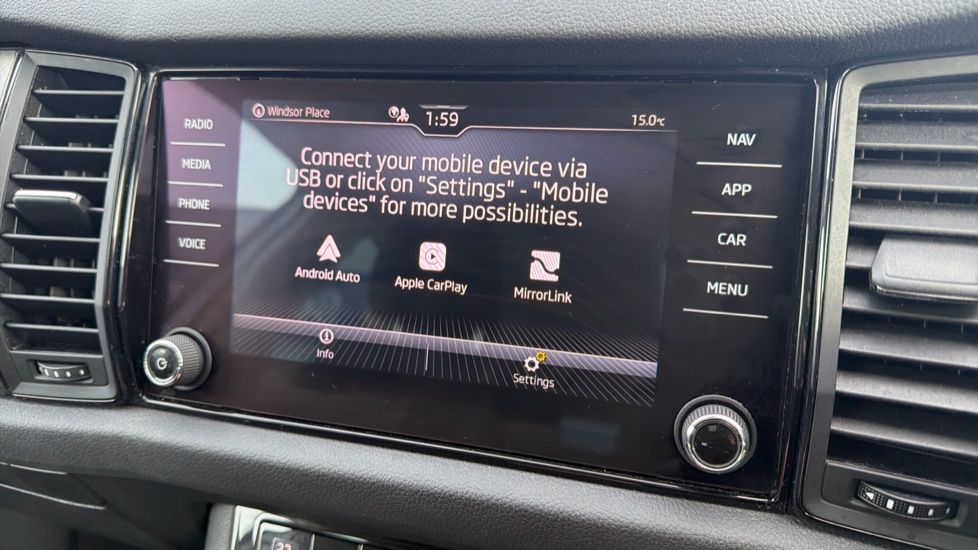 Windsor Place
1:59
15.0°C
RADIO
MEDIA
PHONE
VOICE
Connect your mobile device via
USB or click on "Settings" - "Mobile
devices" for more possibilities.
Android Auto
Apple CarPlay
MirrorLink
Info
Settings
NAV
APP
CAR
MENU